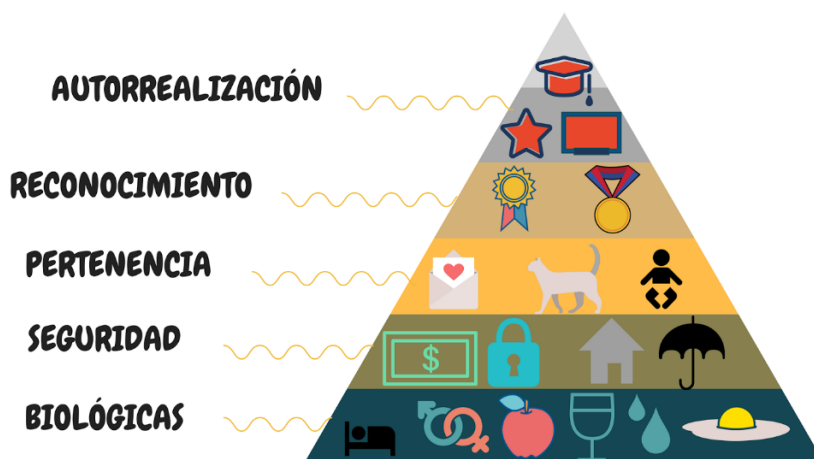 AUTORREALIZACIÓN
RECONOCIMIENTO
PERTENENCIA
SEGURIDAD
$
BIOLÓGICAS